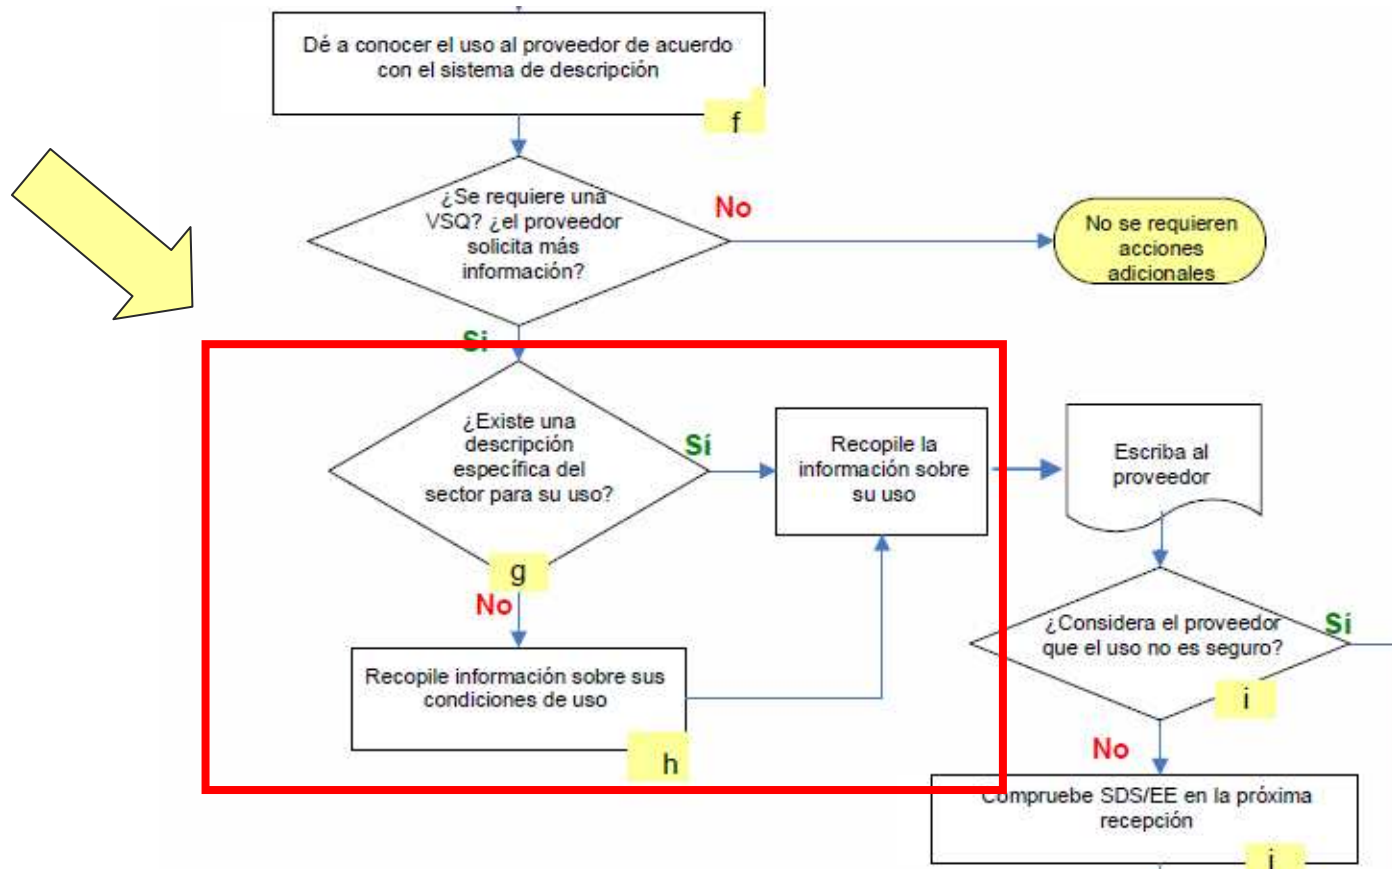 Dé a conocer el uso al proveedor de acuerdo
con el sistema de descripción
f
¿Se requiere una
VSQ? ¿el proveedor
solicita más
información?
No
No se requieren
acciones
adicionales
Si
¿Existe una
descripción
específica del
sector para su uso?
Sí
g
No
Recopile la
información sobre
su uso
Escriba al
proveedor
Recopile información sobre sus
condiciones de uso
h
¿Considera el proveedor
que el uso no es seguro?
Sí
i
No
Compruebe SDS/EE en la próxima
recepción